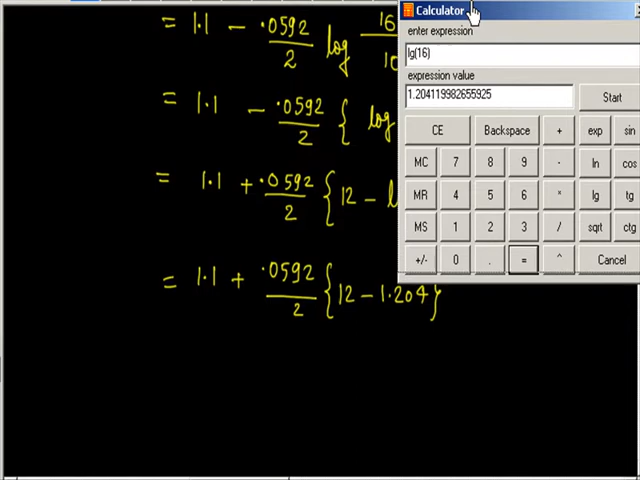 = 1.1 - .0592/2 log 16/10
= 1.1 - .0592/2 { log
= 1.1 + .0592/2 { 12 - l
= 1.1 + .0592/2 { 12 - 1.204 }
Calculator
enter expression
lg(16)
expression value
1.204119982655925
Start
CE Backspace + exp sin
MC 7 8 9 - ln cos
MR 4 5 6 * lg tg
MS 1 2 3 / sqrt ctg
+/- 0 . = ^ Cancel